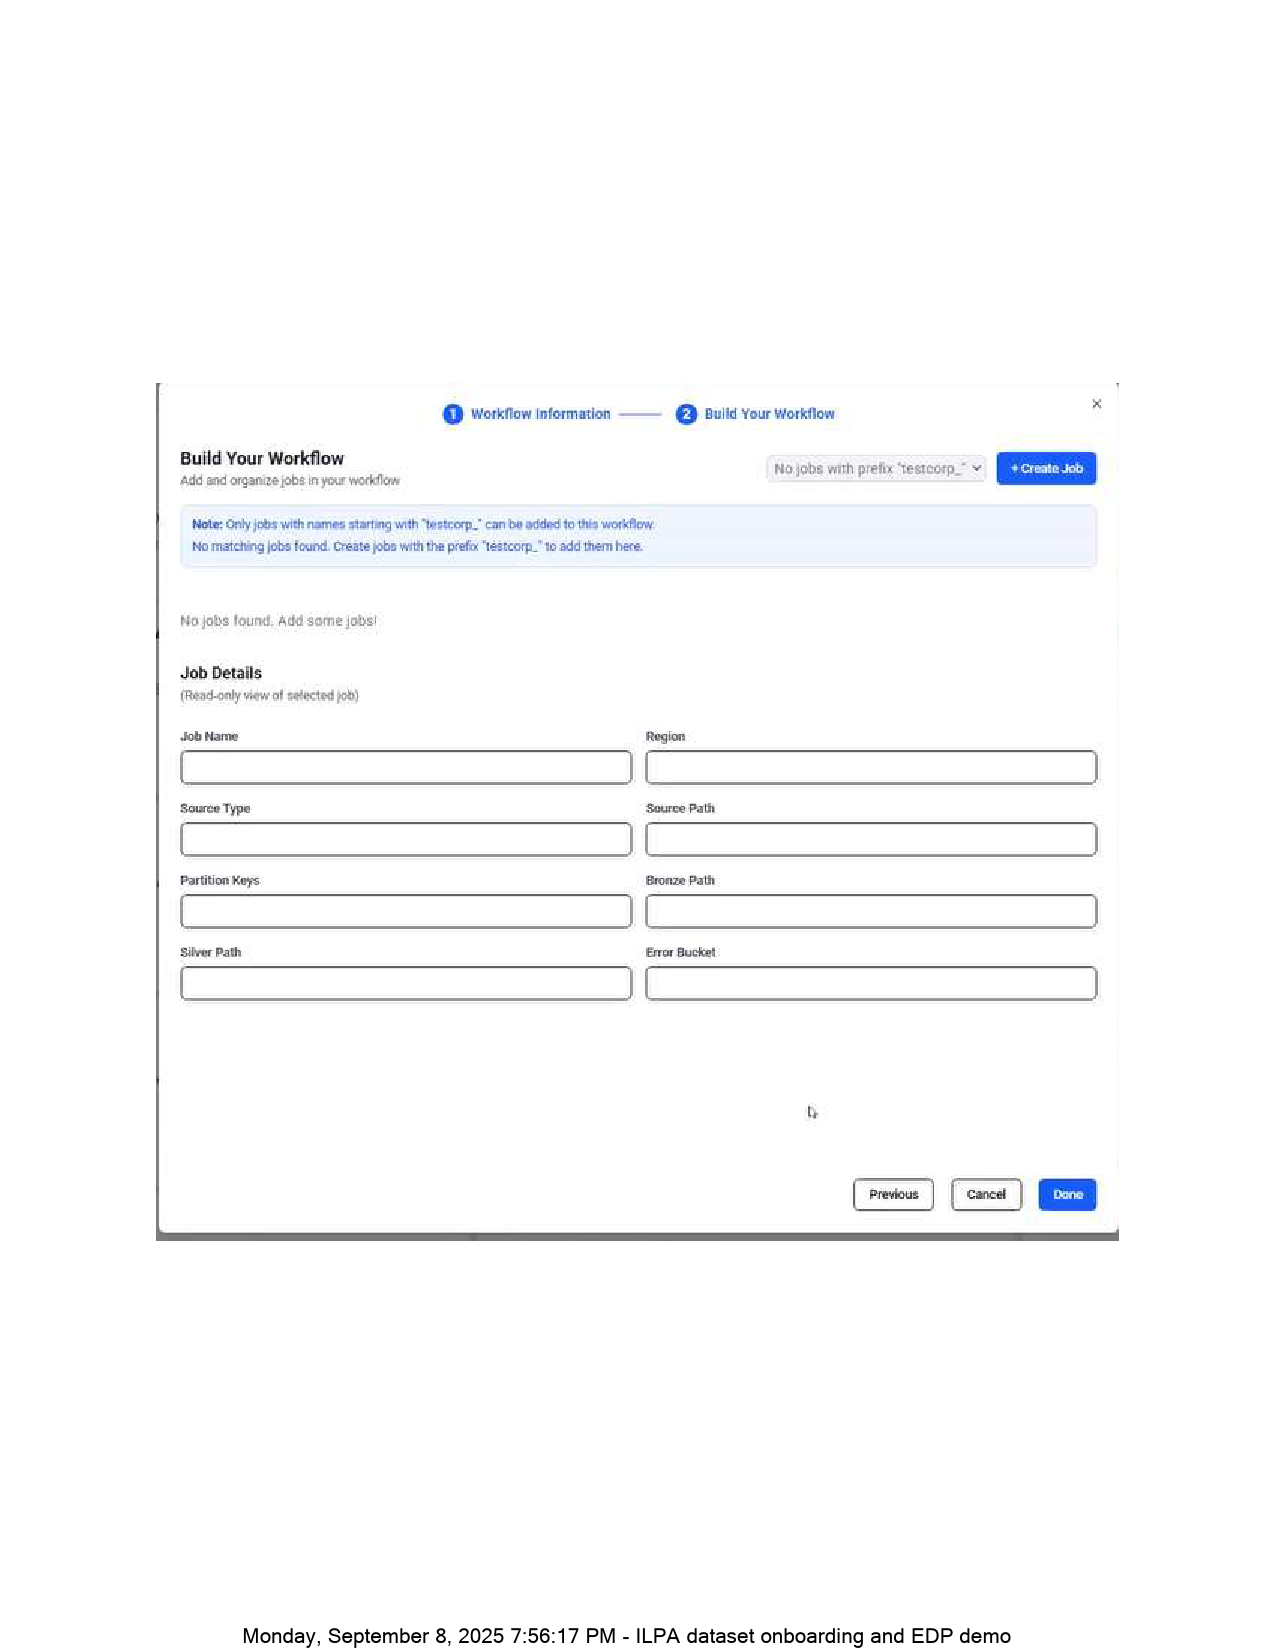 1 Workflow Information 2 Build Your Workflow ×
Build Your Workflow
Add and organize jobs in your workflow
No jobs with prefix "testcorp_"
+ Create Job
Note: Only jobs with names starting with "testcorp_" can be added to this workflow.
No matching jobs found. Create jobs with the prefix "testcorp_" to add them here.
No jobs found. Add some jobs!
Job Details
(Read-only view of selected job)
Job Name Region
Source Type Source Path
Partition Keys Bronze Path
Silver Path Error Bucket
Previous Cancel Done
Monday, September 8, 2025 7:56:17 PM - ILPA dataset onboarding and EDP demo